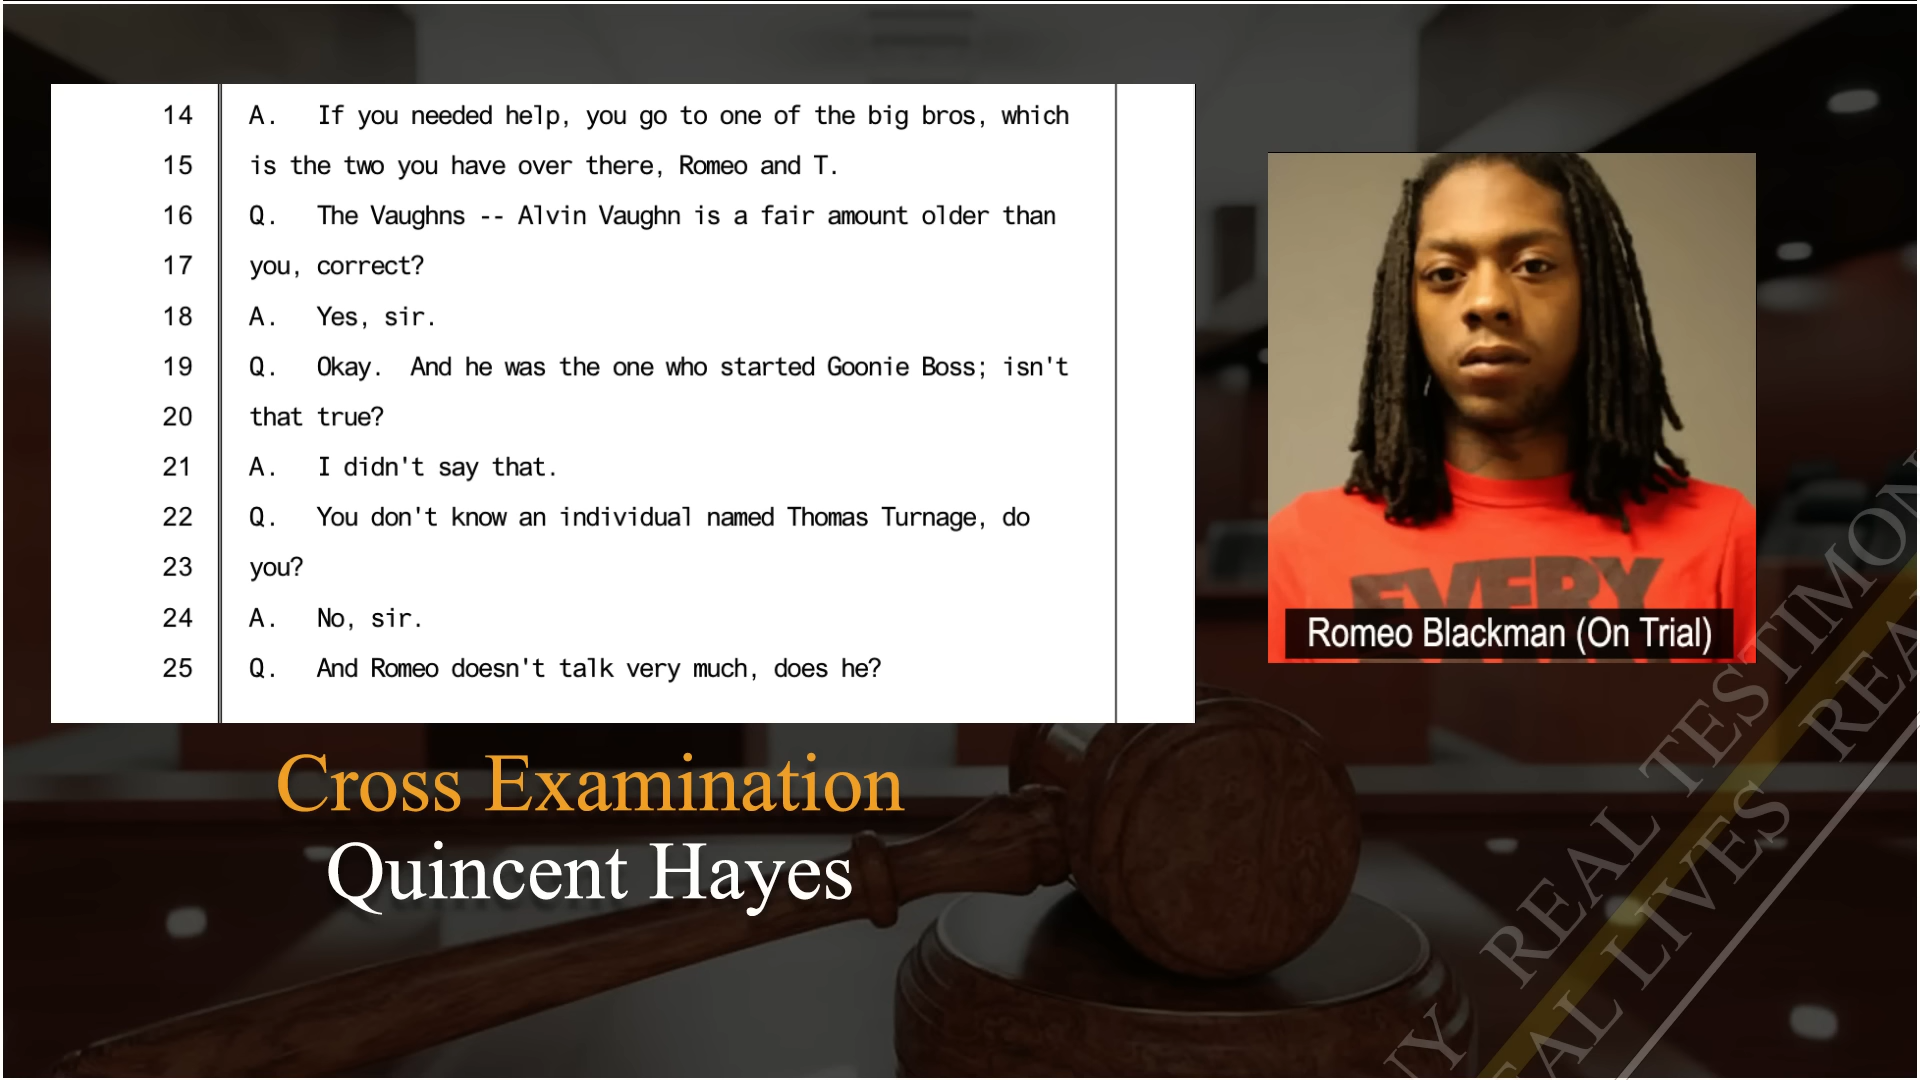 14 A. If you needed help, you go to one of the big bros, which
15 is the two you have over there, Romeo and T.
16 Q. The Vaughns -- Alvin Vaughn is a fair amount older than
17 you, correct?
18 A. Yes, sir.
19 Q. Okay. And he was the one who started Goonie Boss; isn't
20 that true?
21 A. I didn't say that.
22 Q. You don't know an individual named Thomas Turnage, do
23 you?
24 A. No, sir.
25 Q. And Romeo doesn't talk very much, does he?
EVERY
Romeo Blackman (On Trial)
Cross Examination
Quincent Hayes
REAL TESTIMON
REAL LIVES REA